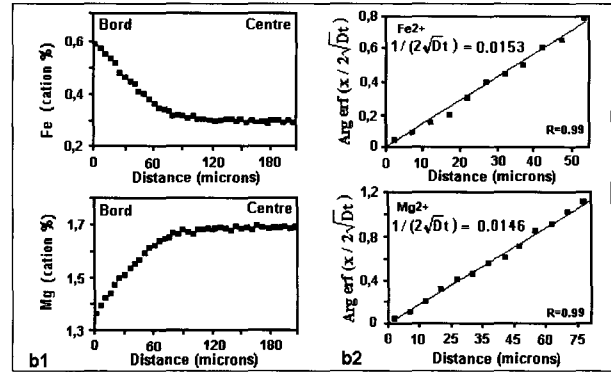 Bord Centre
Fe (cation %)
0,6
0,4
0,2
0 60 120 180
Distance (microns)
Arg erf (x / 2√Dt)
0,8
0,6
0,4
0,2
0
Fe2+
1/(2√Dt) = 0.0153
R=0.99
0 10 20 30 40 50
Distance (microns)
Bord Centre
Mg (cation %)
1,7
1,5
1,3
0 60 120 180
Distance (microns)
b1
Arg erf (x / 2√Dt)
1,2
0,8
0,4
0
Mg2+
1/(2√Dt) = 0.0146
R=0.99
0 15 30 45 60 75
Distance (microns)
b2